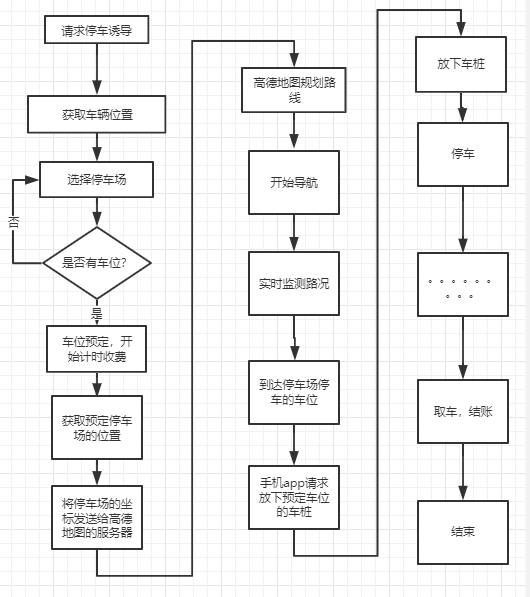 请求停车诱导
获取车辆位置
选择停车场
否
是否有车位?
是
车位预定，开
始计时收费
获取预定停车
场的位置
将停车场的坐
标发送给高德
地图的服务器
高德地图规划路
线
开始导航
实时监测路况
到达停车场停
车的车位
手机app请求
放下预定车位
的车桩
放下车桩
停车
。。。。。。
。。。
取车，结账
结束